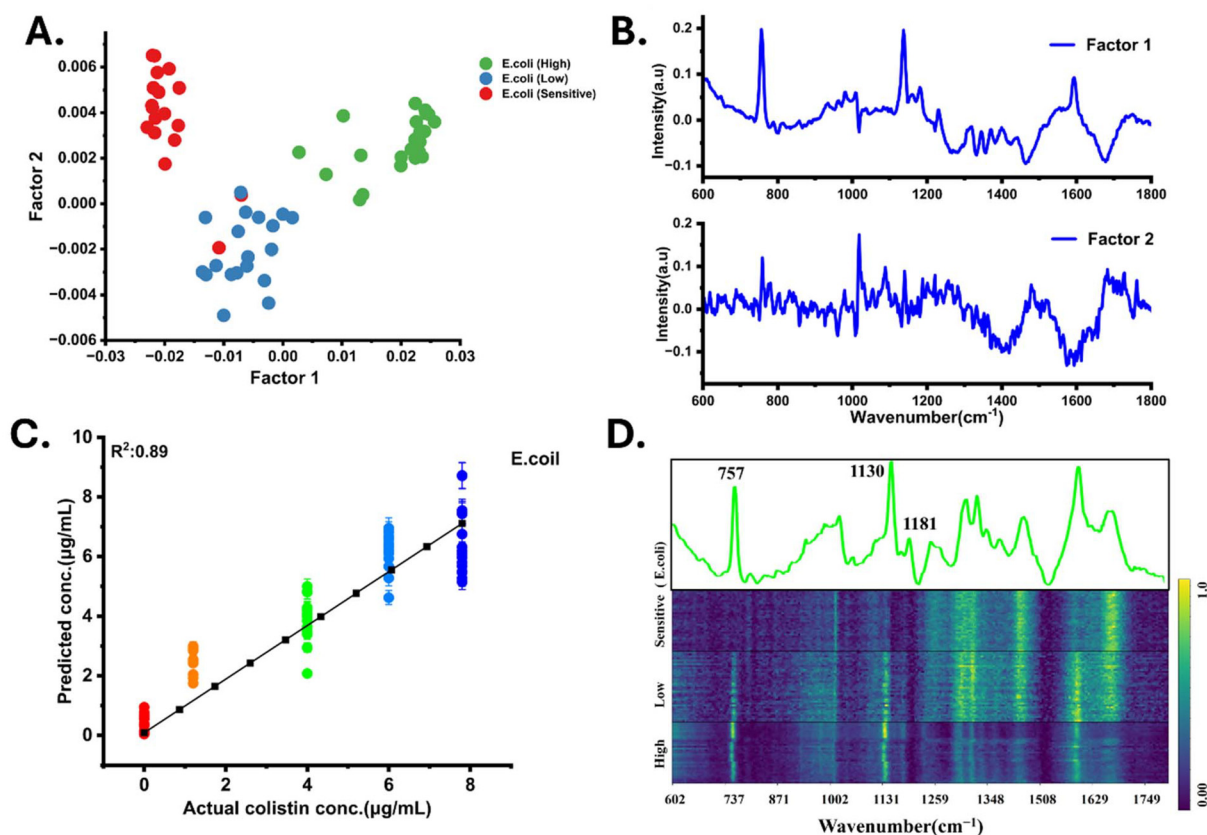 A.
0.006
0.004
0.002
0.000
−0.002
−0.004
−0.006
Factor 2
−0.03 −0.02 −0.01 0.00 0.01 0.02 0.03
Factor 1
E.coli (High)
E.coli (Low)
E.coli (Sensitive)
B.
0.2
0.1
0.0
−0.1
Intensity(a.u)
Factor 1
600 800 1000 1200 1400 1600 1800
0.2
0.1
0.0
−0.1
Intensity(a.u)
Factor 2
600 800 1000 1200 1400 1600 1800
Wavenumber(cm⁻¹)
C.
R²:0.89
E.coil
10
8
6
4
2
0
Predicted conc.(µg/mL)
0 2 4 6 8
Actual colistin conc.(µg/mL)
D.
757
1130
1181
( E.coli)
Sensitive
Low
High
1.0
0.00
602 737 871 1002 1131 1259 1348 1508 1629 1749
Wavenumber(cm⁻¹)